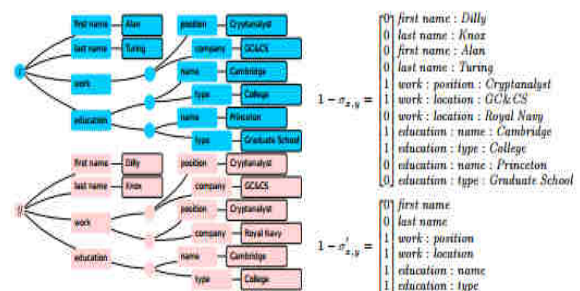 first name Alan
last name Turing
position Cryptanalyst
company GC&CS
work
name Cambridge
type College
education
name Princeton
type Graduate School
first name Dilly
last name Knox
position Cryptanalyst
company GC&CS
work
position Cryptanalyst
company Royal Navy
education
name Cambridge
type College
y
1 − σx,y =
0 first name : Dilly
0 last name : Knox
0 first name : Alan
0 last name : Turing
1 work : position : Cryptanalyst
1 work : location : GC&CS
0 work : location : Royal Navy
1 education : name : Cambridge
1 education : type : College
0 education : name : Princeton
0 education : type : Graduate School
1 − σ′x,y =
0 first name
0 last name
1 work : position
1 work : location
1 education : name
1 education : type